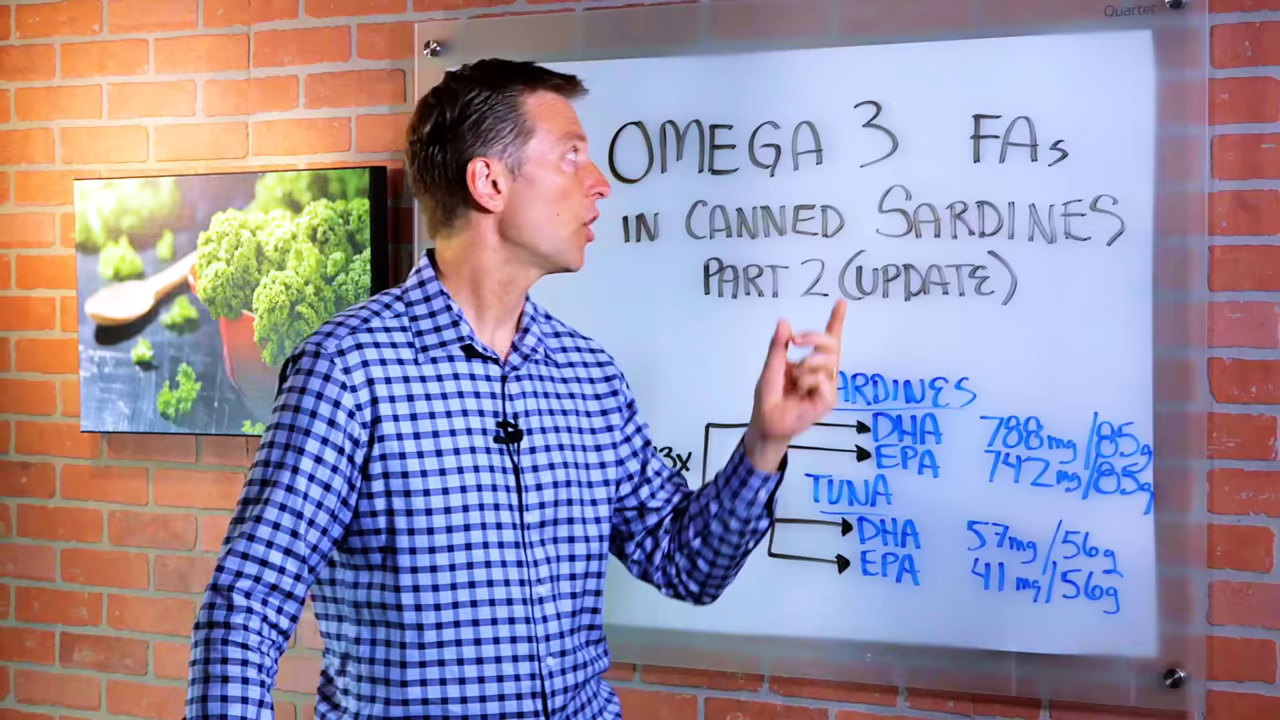 Quartet
OMEGA 3 FAs
IN CANNED SARDINES
PART 2 (UPDATE)
ARDINES
DHA 788mg/85g
EPA 742mg/85g
3x
TUNA
DHA 57mg/56g
EPA 41mg/56g